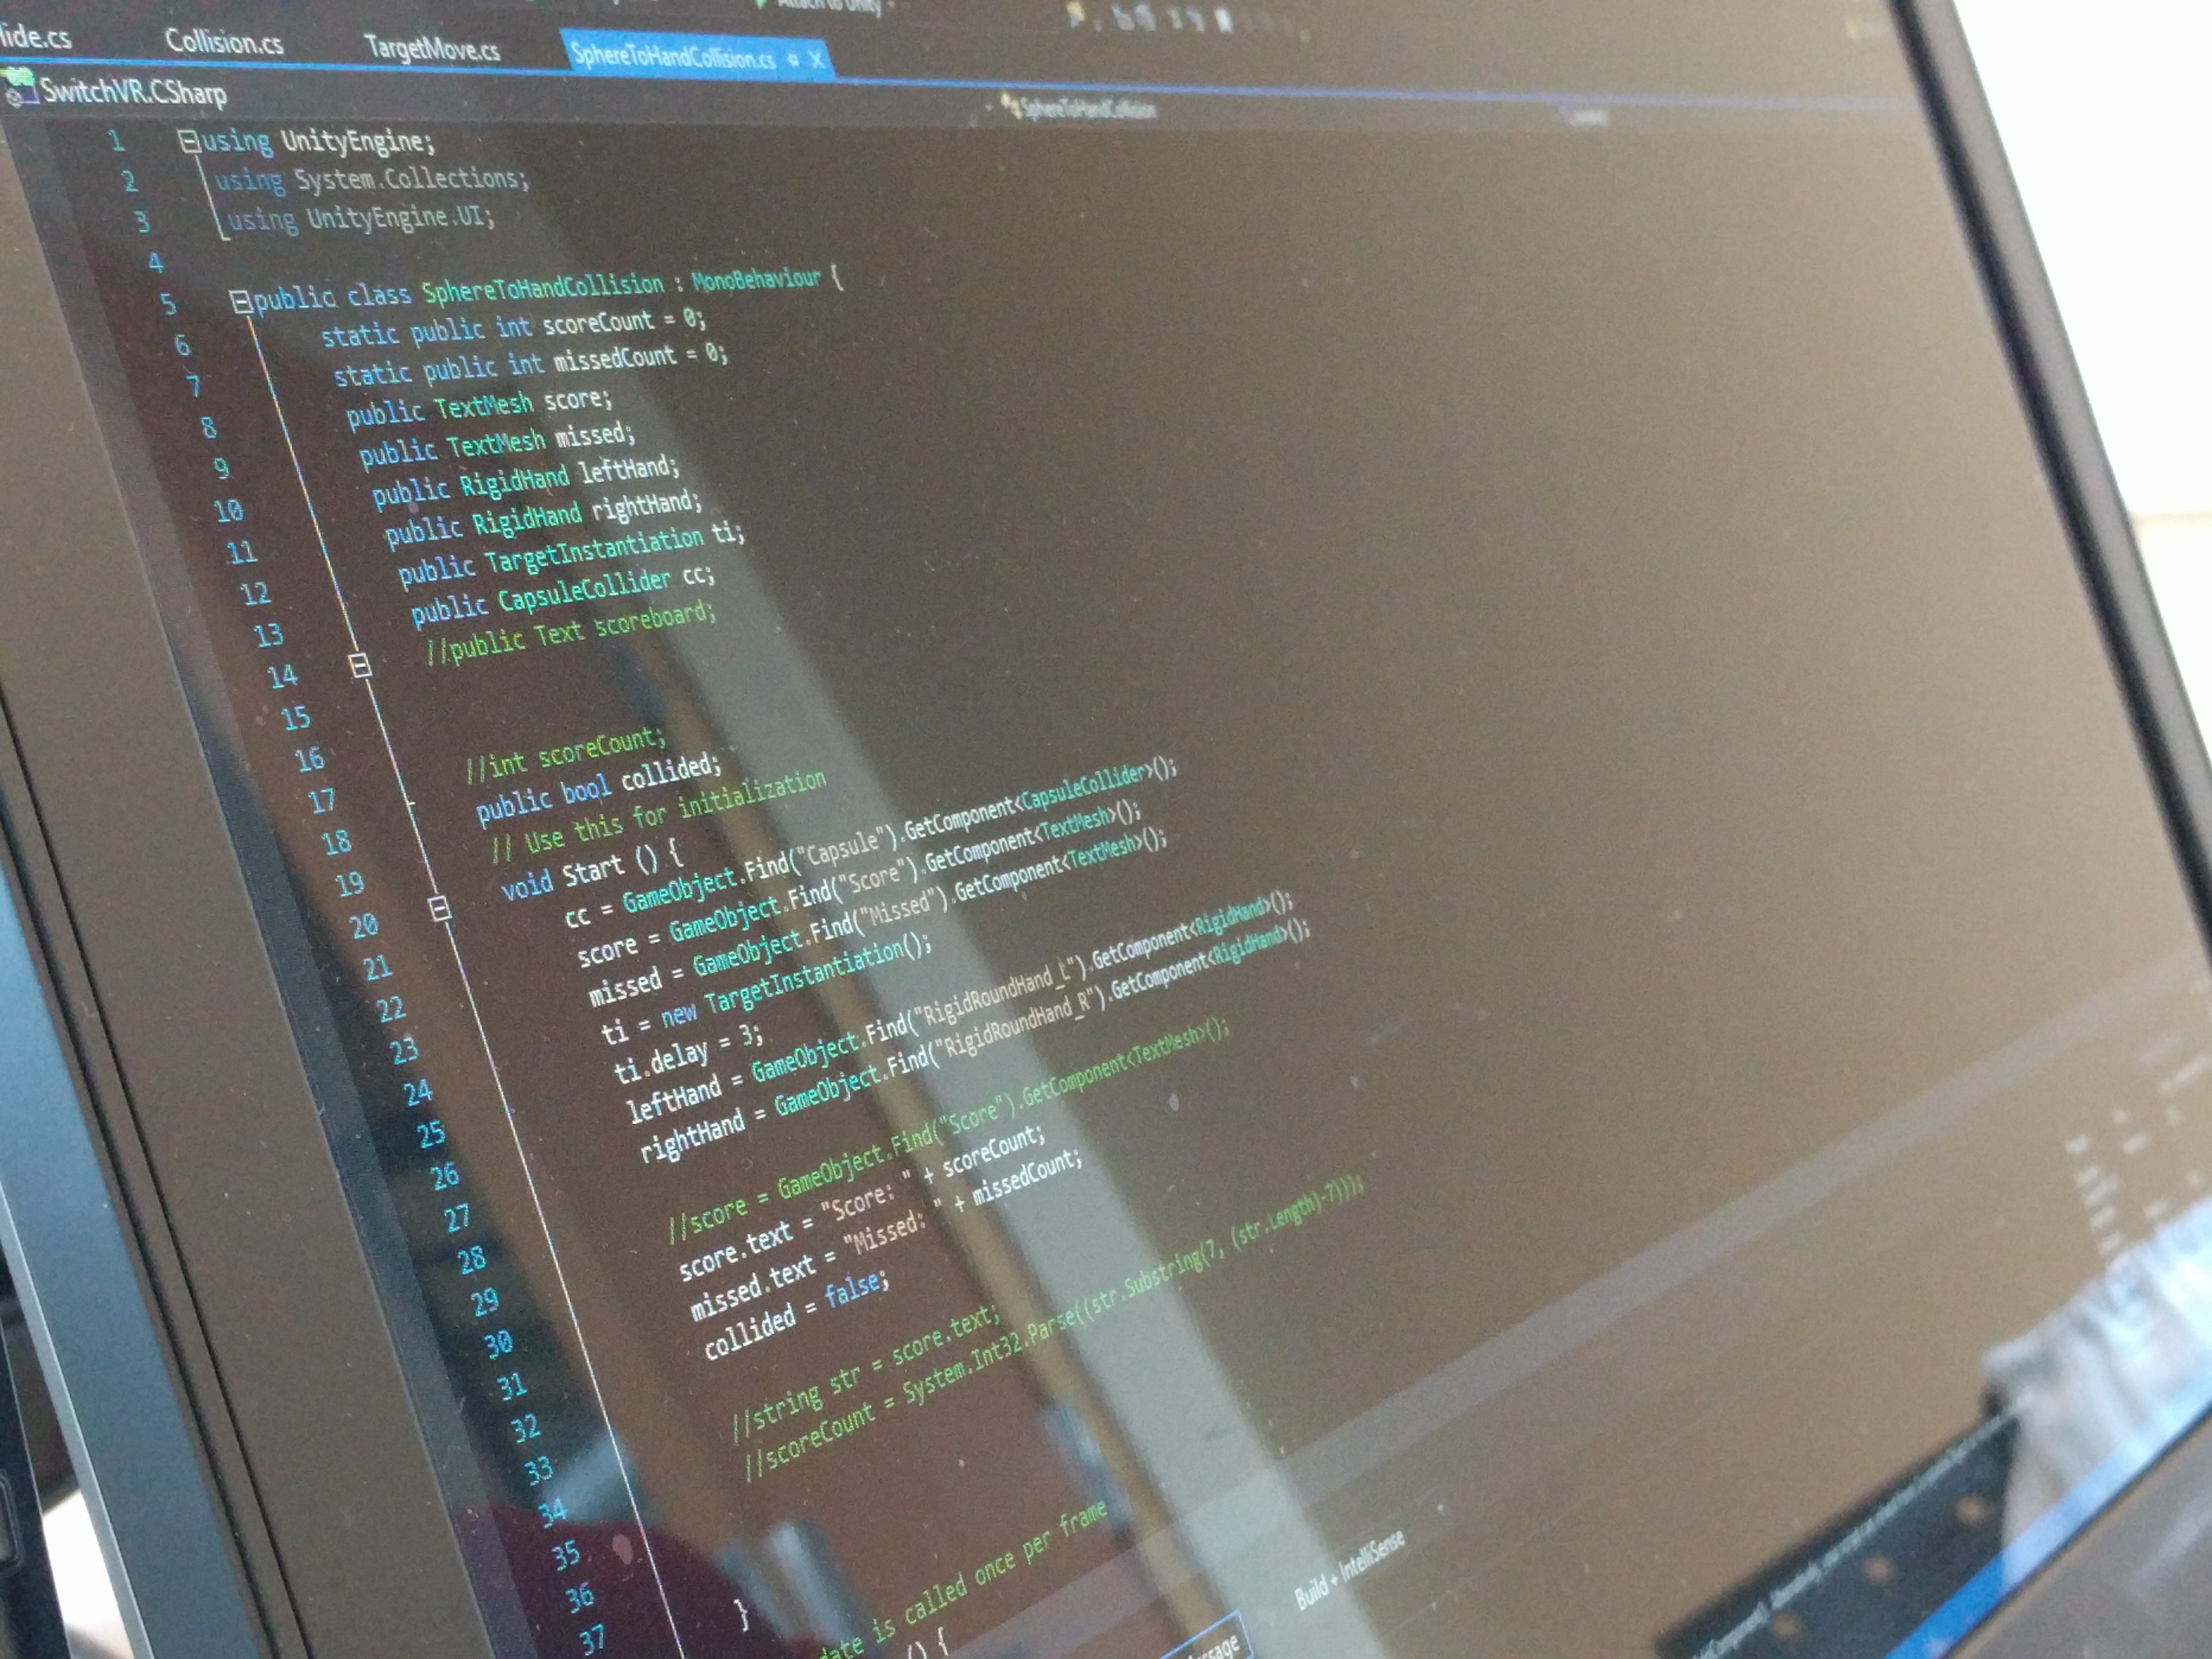 Attach to Unity
Hide.cs Collision.cs TargetMove.cs SphereToHandCollision.cs
SwitchVR.CSharp SphereToHandCollision
1 using UnityEngine;
2 using System.Collections;
3 using UnityEngine.UI;
4
5 public class SphereToHandCollision : MonoBehaviour {
6 static public int scoreCount = 0;
7 static public int missedCount = 0;
8 public TextMesh score;
9 public TextMesh missed;
10 public RigidHand leftHand;
11 public RigidHand rightHand;
12 public TargetInstantiation ti;
13 public CapsuleCollider cc;
14 //public Text scoreboard;
15
16
17 //int scoreCount;
18 public bool collided;
19 // Use this for initialization
20 void Start () {
21 cc = GameObject.Find("Capsule").GetComponent<CapsuleCollider>();
22 score = GameObject.Find("Score").GetComponent<TextMesh>();
23 missed = GameObject.Find("Missed").GetComponent<TextMesh>();
24 ti = new TargetInstantiation();
25 ti.delay = 3;
26 leftHand = GameObject.Find("RigidRoundHand_L").GetComponent<RigidHand>();
27 rightHand = GameObject.Find("RigidRoundHand_R").GetComponent<RigidHand>();
28
29 //score = GameObject.Find("Score").GetComponent<TextMesh>();
30 score.text = "Score: " + scoreCount;
31 missed.text = "Missed: " + missedCount;
32 collided = false;
33
34 //string str = score.text;
35 //scoreCount = System.Int32.Parse((str.Substring(7, (str.Length)-7)));
36
37
}
date is called once per frame
() {
Build + IntelliSense